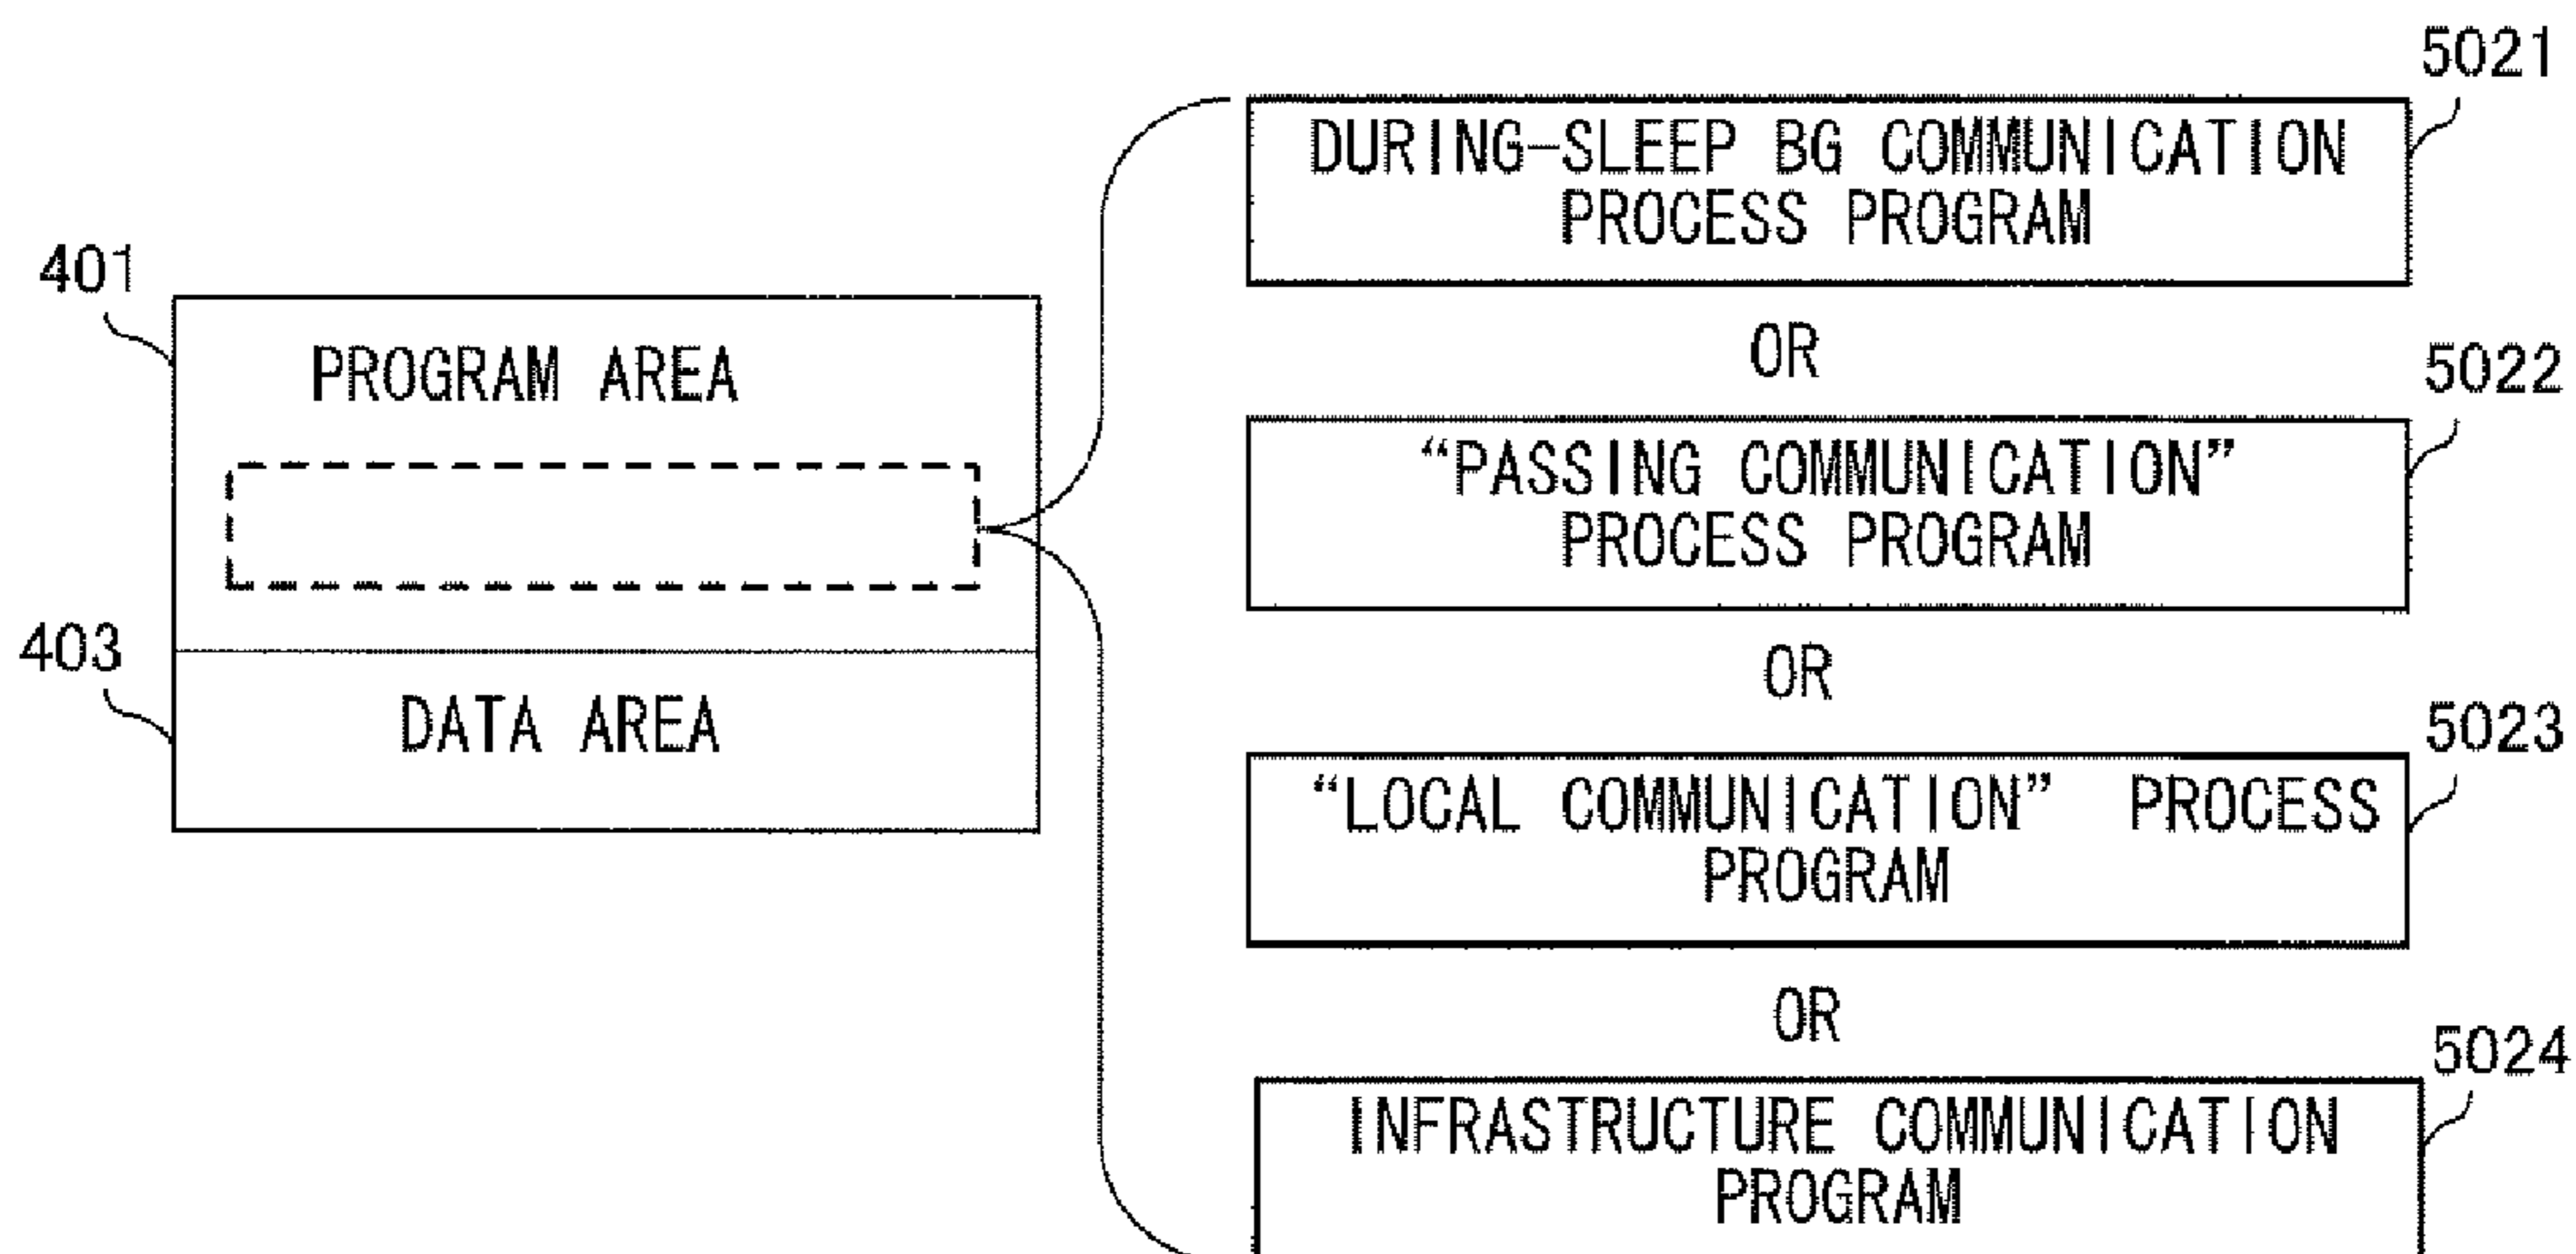 401
PROGRAM AREA
403
DATA AREA
5021
DURING-SLEEP BG COMMUNICATION
PROCESS PROGRAM
OR
5022
“PASSING COMMUNICATION”
PROCESS PROGRAM
OR
5023
“LOCAL COMMUNICATION” PROCESS
PROGRAM
OR
5024
INFRASTRUCTURE COMMUNICATION
PROGRAM